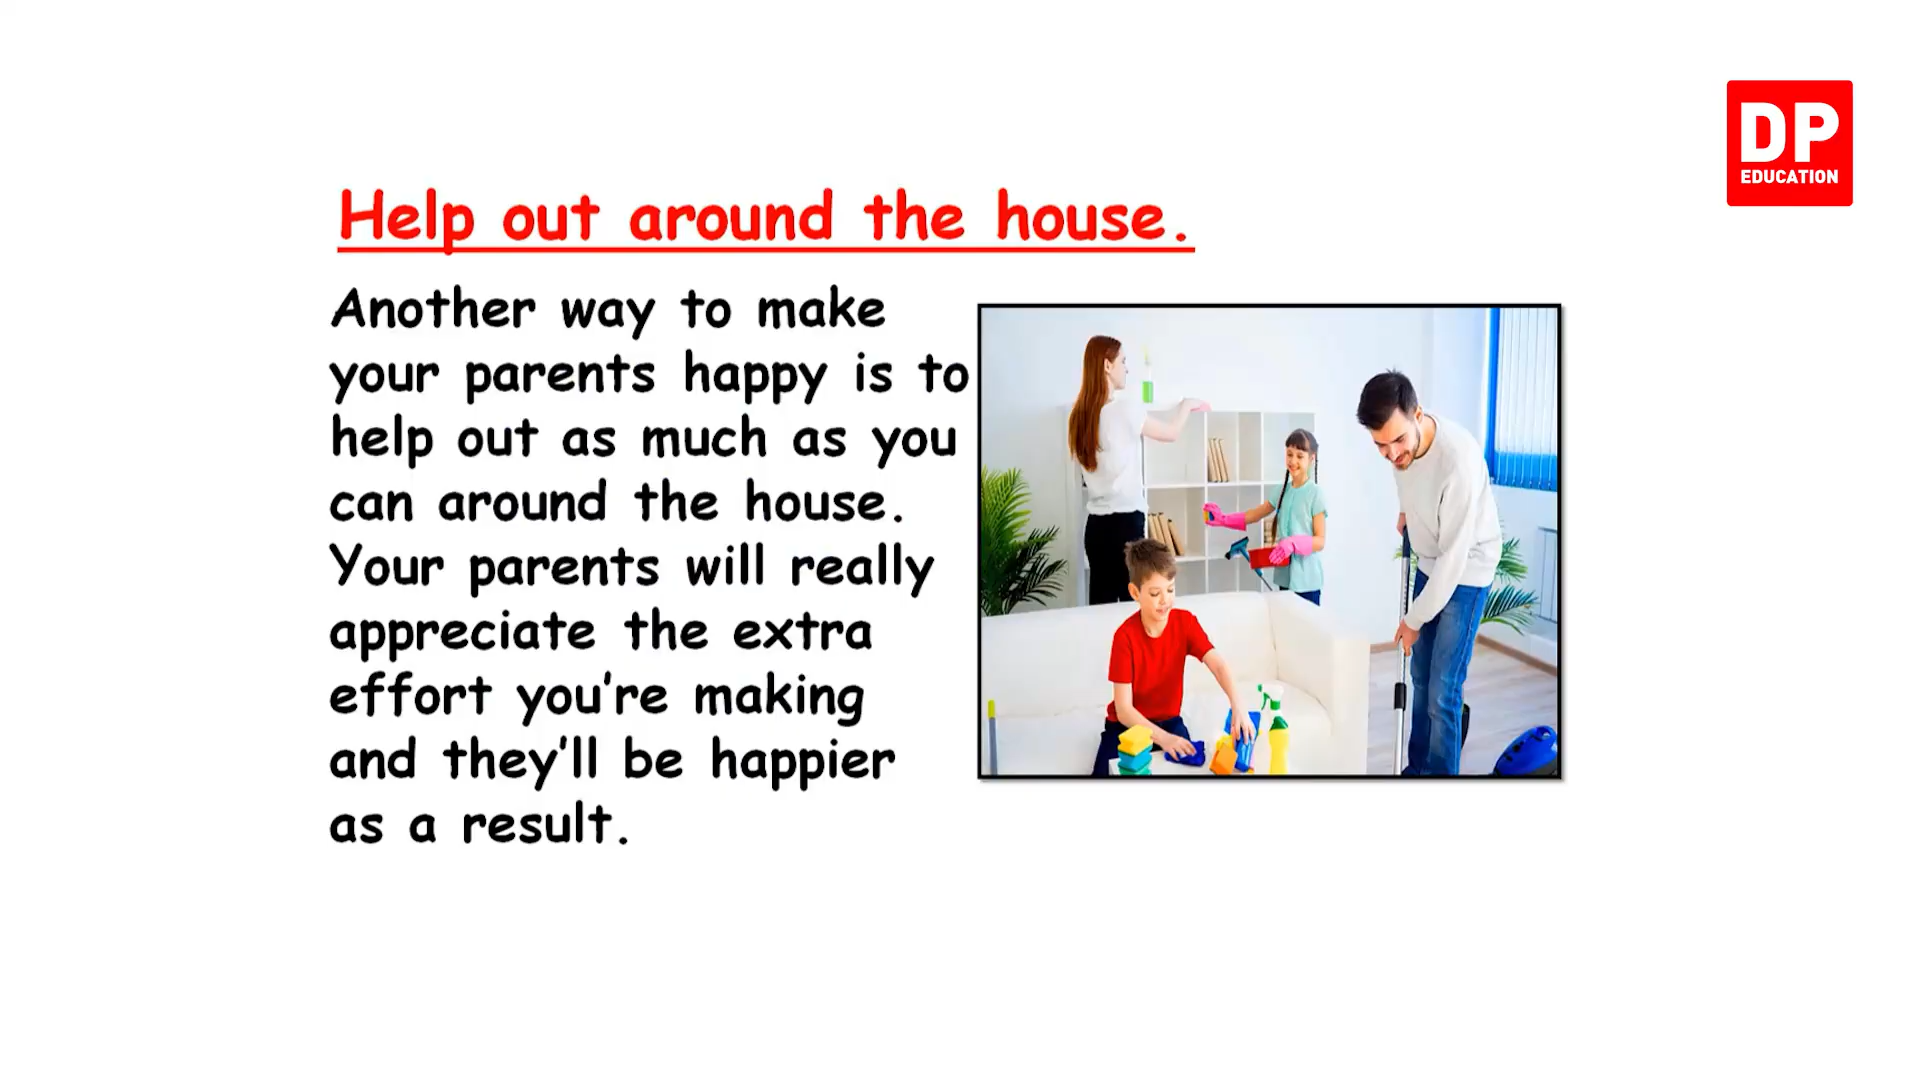 DP
EDUCATION
Help out around the house.
Another way to make
your parents happy is to
help out as much as you
can around the house.
Your parents will really
appreciate the extra
effort you're making
and they'll be happier
as a result.